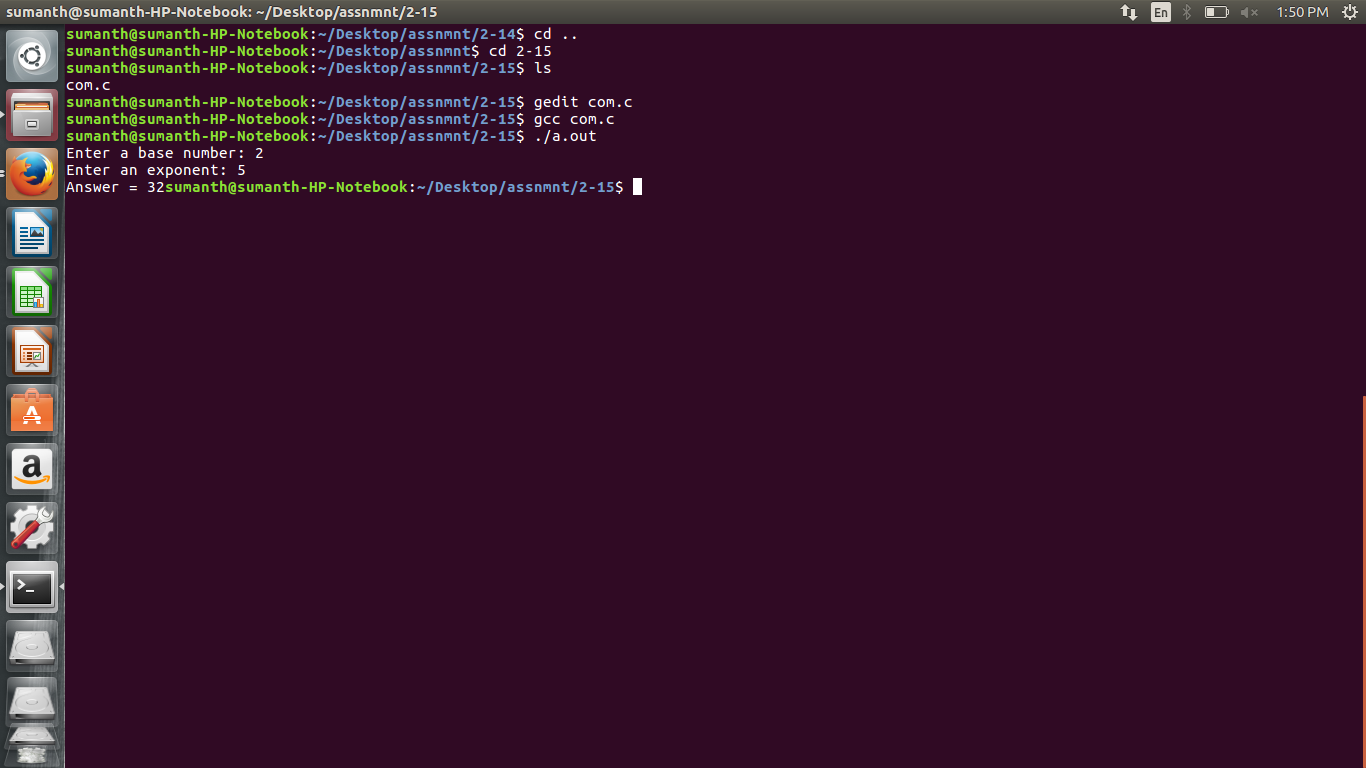 sumanth@sumanth-HP-Notebook: ~/Desktop/assnmnt/2-15
En
1:50 PM
sumanth@sumanth-HP-Notebook:~/Desktop/assnmnt/2-14$ cd ..
sumanth@sumanth-HP-Notebook:~/Desktop/assnmnt$ cd 2-15
sumanth@sumanth-HP-Notebook:~/Desktop/assnmnt/2-15$ ls
com.c
sumanth@sumanth-HP-Notebook:~/Desktop/assnmnt/2-15$ gedit com.c
sumanth@sumanth-HP-Notebook:~/Desktop/assnmnt/2-15$ gcc com.c
sumanth@sumanth-HP-Notebook:~/Desktop/assnmnt/2-15$ ./a.out
Enter a base number: 2
Enter an exponent: 5
Answer = 32sumanth@sumanth-HP-Notebook:~/Desktop/assnmnt/2-15$